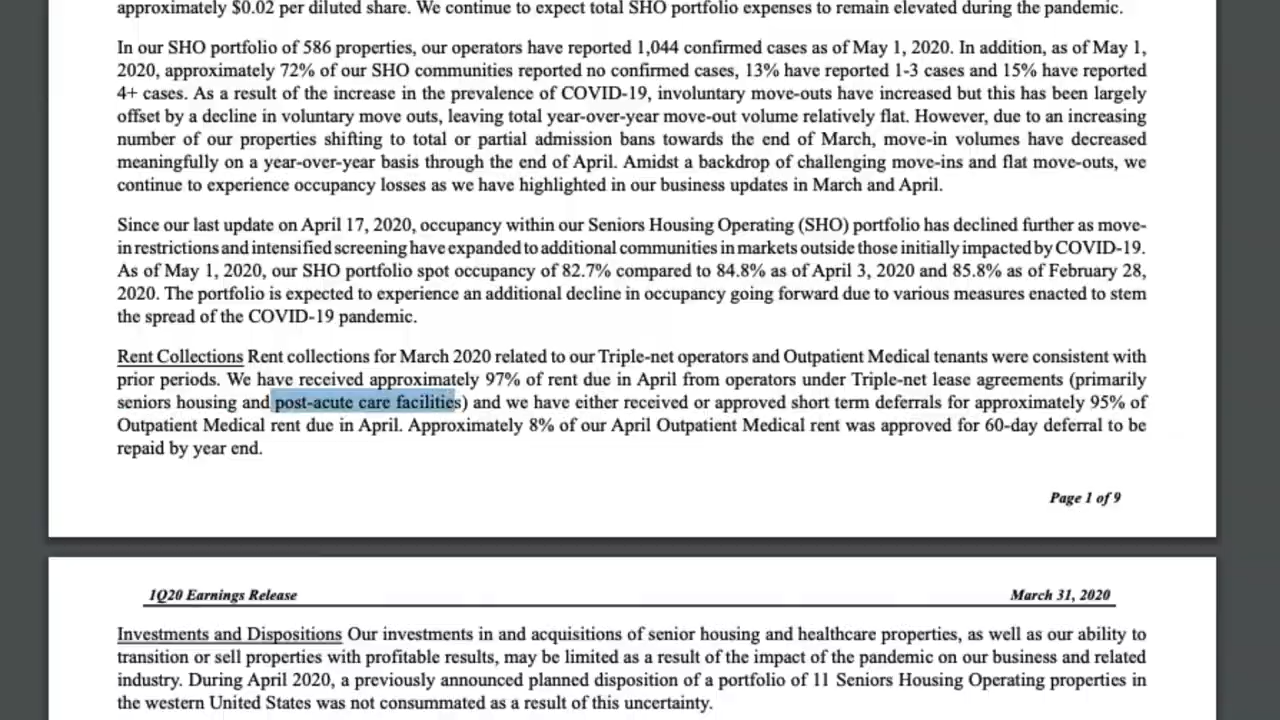 approximately $0.02 per diluted share. We continue to expect total SHO portfolio expenses to remain elevated during the pandemic.
In our SHO portfolio of 586 properties, our operators have reported 1,044 confirmed cases as of May 1, 2020. In addition, as of May 1,
2020, approximately 72% of our SHO communities reported no confirmed cases, 13% have reported 1-3 cases and 15% have reported
4+ cases. As a result of the increase in the prevalence of COVID-19, involuntary move-outs have increased but this has been largely
offset by a decline in voluntary move outs, leaving total year-over-year move-out volume relatively flat. However, due to an increasing
number of our properties shifting to total or partial admission bans towards the end of March, move-in volumes have decreased
meaningfully on a year-over-year basis through the end of April. Amidst a backdrop of challenging move-ins and flat move-outs, we
continue to experience occupancy losses as we have highlighted in our business updates in March and April.
Since our last update on April 17, 2020, occupancy within our Seniors Housing Operating (SHO) portfolio has declined further as move-
in restrictions and intensified screening have expanded to additional communities in markets outside those initially impacted by COVID-19.
As of May 1, 2020, our SHO portfolio spot occupancy of 82.7% compared to 84.8% as of April 3, 2020 and 85.8% as of February 28,
2020. The portfolio is expected to experience an additional decline in occupancy going forward due to various measures enacted to stem
the spread of the COVID-19 pandemic.
Rent Collections Rent collections for March 2020 related to our Triple-net operators and Outpatient Medical tenants were consistent with
prior periods. We have received approximately 97% of rent due in April from operators under Triple-net lease agreements (primarily
seniors housing and post-acute care facilities) and we have either received or approved short term deferrals for approximately 95% of
Outpatient Medical rent due in April. Approximately 8% of our April Outpatient Medical rent was approved for 60-day deferral to be
repaid by year end.
Page 1 of 9
1Q20 Earnings Release March 31, 2020
Investments and Dispositions Our investments in and acquisitions of senior housing and healthcare properties, as well as our ability to
transition or sell properties with profitable results, may be limited as a result of the impact of the pandemic on our business and related
industry. During April 2020, a previously announced planned disposition of a portfolio of 11 Seniors Housing Operating properties in
the western United States was not consummated as a result of this uncertainty.